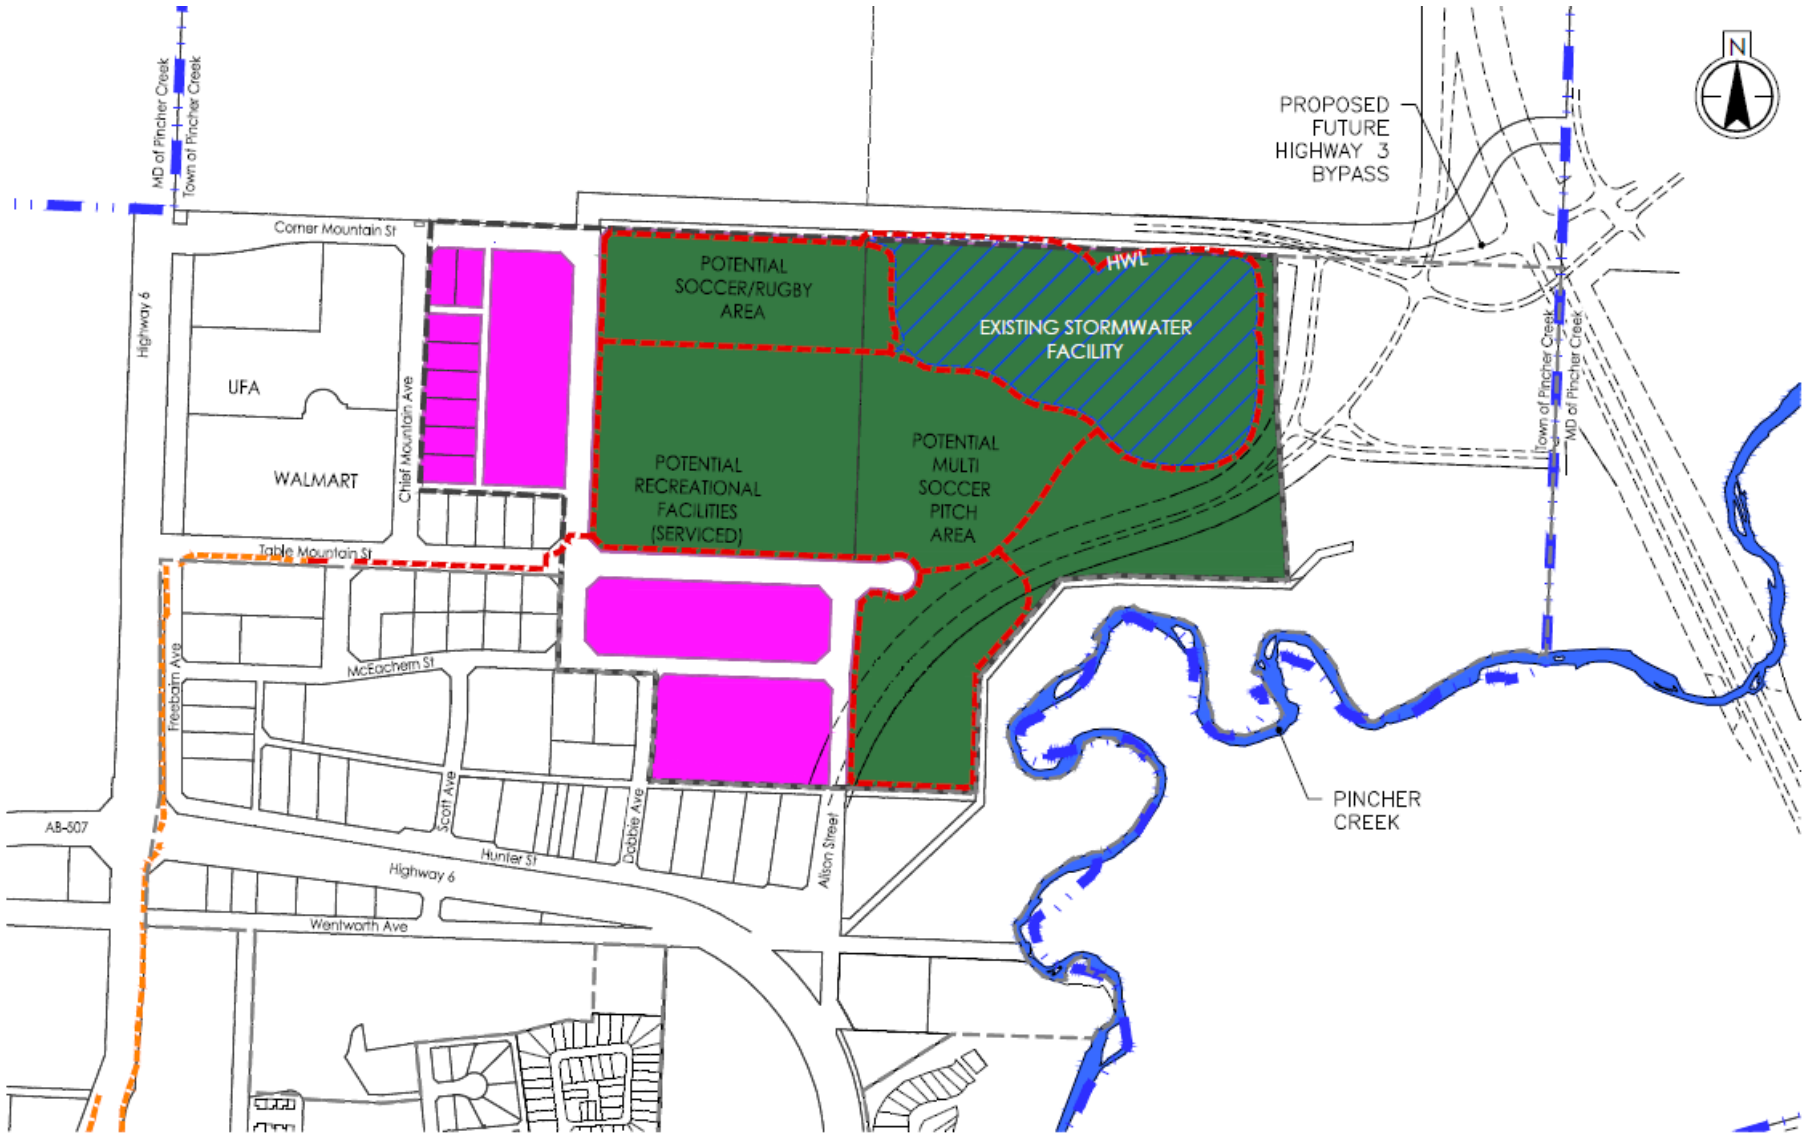 N
PROPOSED
FUTURE
HIGHWAY 3
BYPASS
MD of Pincher Creek
Town of Pincher Creek
Corner Mountain St
Highway 6
UFA
WALMART
Chief Mountain Ave
Table Mountain St
POTENTIAL
SOCCER/RUGBY
AREA
HWL
EXISTING STORMWATER
FACILITY
POTENTIAL
RECREATIONAL
FACILITIES
(SERVICED)
POTENTIAL
MULTI
SOCCER
PITCH
AREA
Town of Pincher Creek
MD of Pincher Creek
McEachern St
Freebairn Ave
Scott Ave
Dobbie Ave
Alison Street
Hunter St
AB-507
Highway 6
Wentworth Ave
PINCHER
CREEK